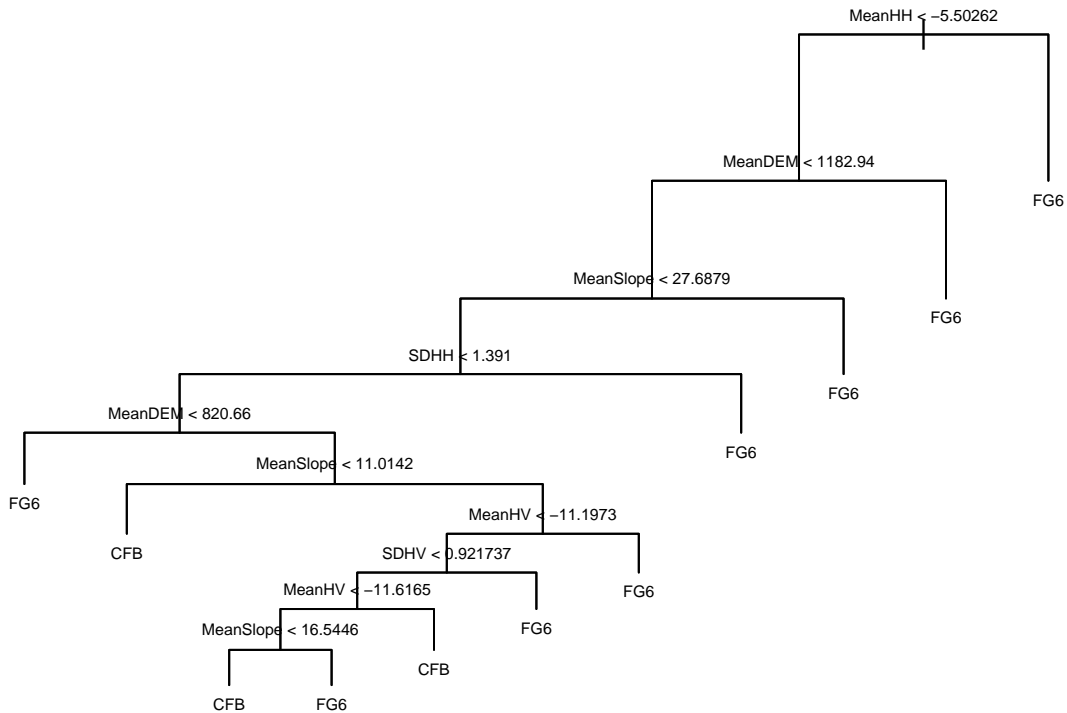 MeanHH < −5.50262
MeanDEM < 1182.94
FG6
MeanSlope < 27.6879
FG6
SDHH < 1.391
FG6
MeanDEM < 820.66
FG6
MeanSlope < 11.0142
FG6
MeanHV < −11.1973
CFB
SDHV < 0.921737
FG6
MeanHV < −11.6165
FG6
MeanSlope < 16.5446
CFB
CFB
FG6